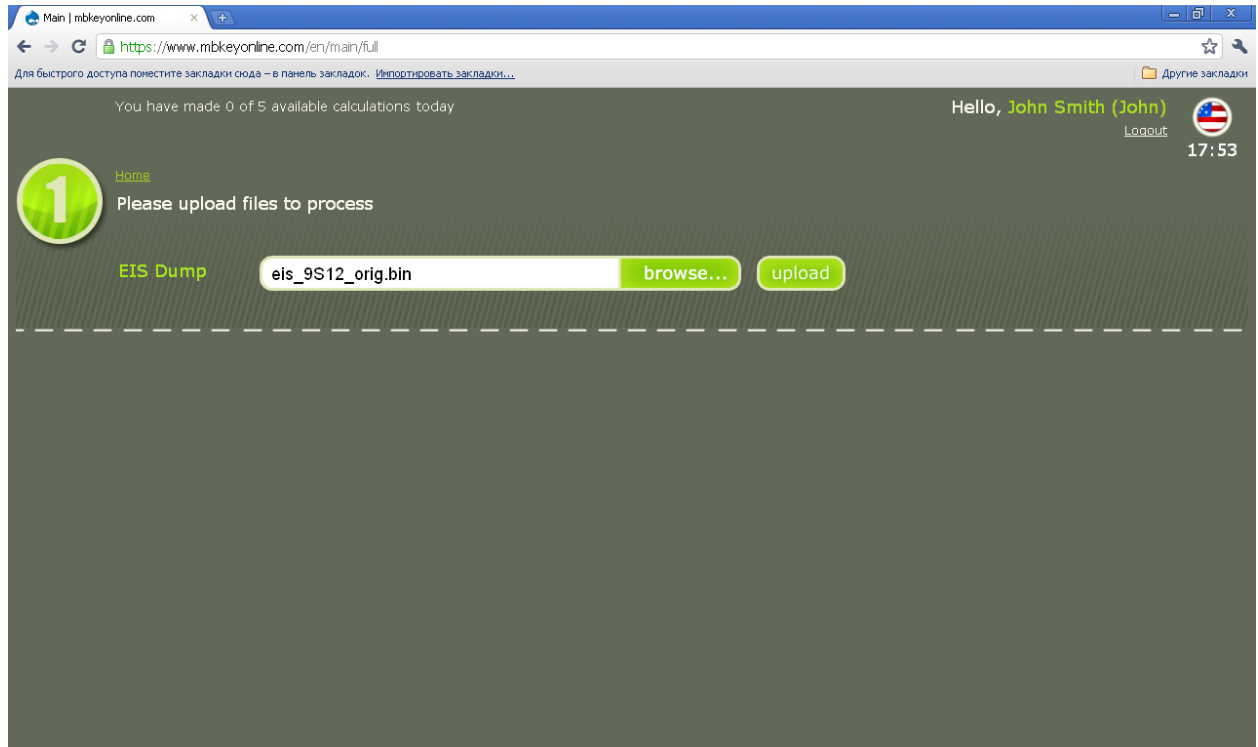 Main | mbkeyonline.com
https://www.mbkeyonline.com/en/main/full
Для быстрого доступа поместите закладки сюда – в панель закладок. Импортировать закладки...
Другие закладки
You have made 0 of 5 available calculations today
Hello, John Smith (John)
Logout
17:53
1
Home
Please upload files to process
EIS Dump
eis_9S12_orig.bin
browse...
upload